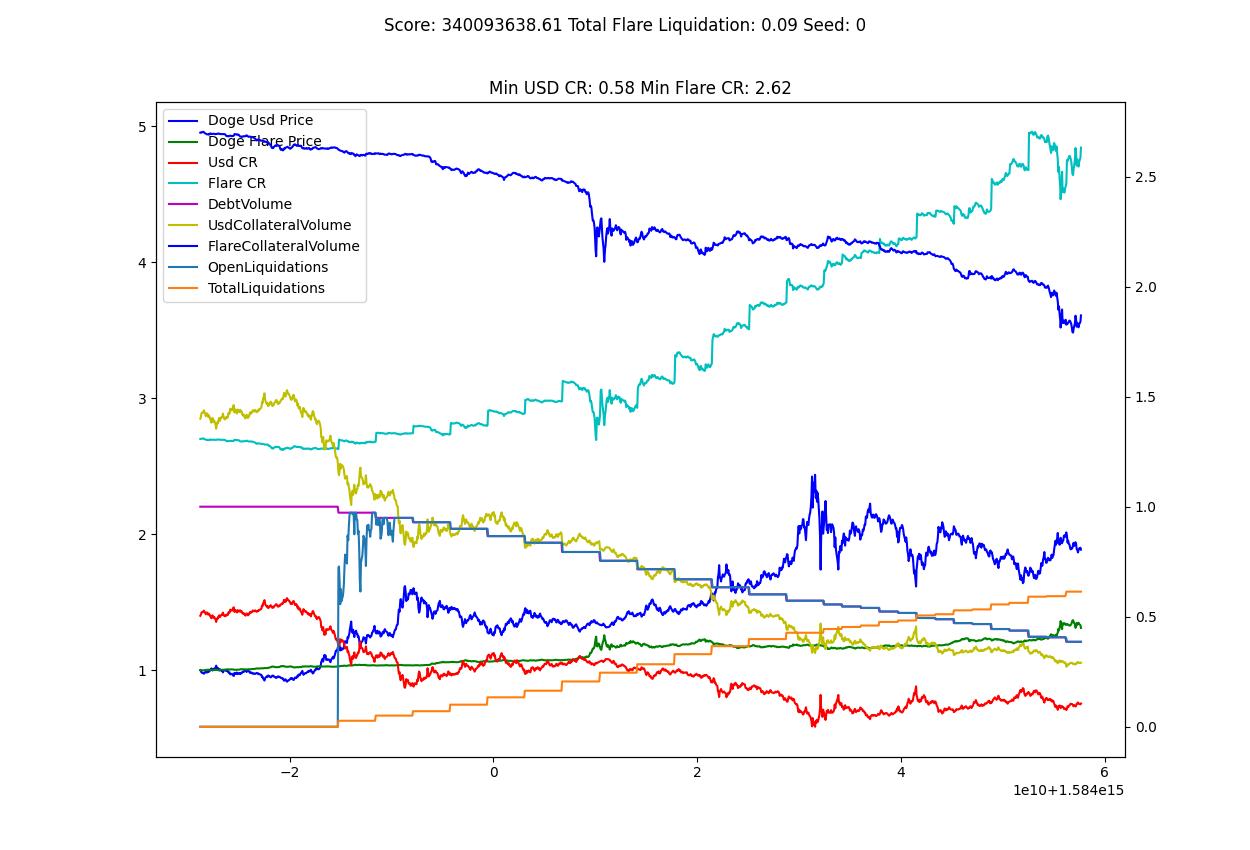 Score: 340093638.61 Total Flare Liquidation: 0.09 Seed: 0
Min USD CR: 0.58 Min Flare CR: 2.62
Doge Usd Price
Doge Flare Price
Usd CR
Flare CR
DebtVolume
UsdCollateralVolume
FlareCollateralVolume
OpenLiquidations
TotalLiquidations
5
4
3
2
1
2.5
2.0
1.5
1.0
0.5
0.0
−2 0 2 4 6
1e10+1.584e15